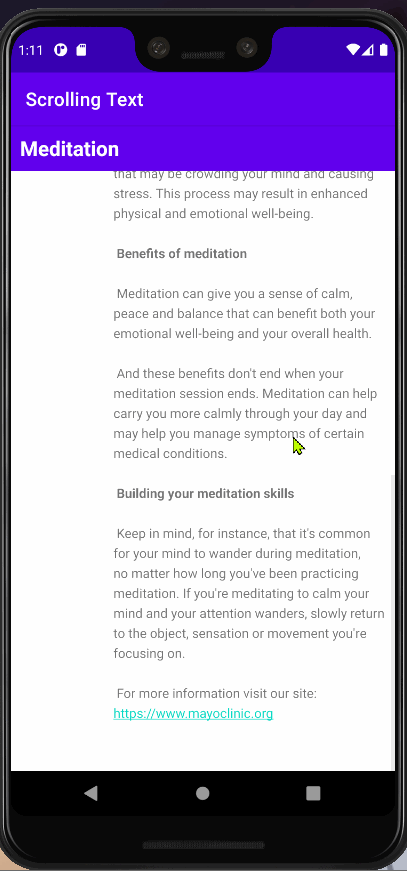 1:11
Scrolling Text
Meditation
that may be crowding your mind and causing
stress. This process may result in enhanced
physical and emotional well-being.
Benefits of meditation
Meditation can give you a sense of calm,
peace and balance that can benefit both your
emotional well-being and your overall health.
And these benefits don't end when your
meditation session ends. Meditation can help
carry you more calmly through your day and
may help you manage symptoms of certain
medical conditions.
Building your meditation skills
Keep in mind, for instance, that it's common
for your mind to wander during meditation,
no matter how long you've been practicing
meditation. If you're meditating to calm your
mind and your attention wanders, slowly return
to the object, sensation or movement you're
focusing on.
For more information visit our site:
https://www.mayoclinic.org